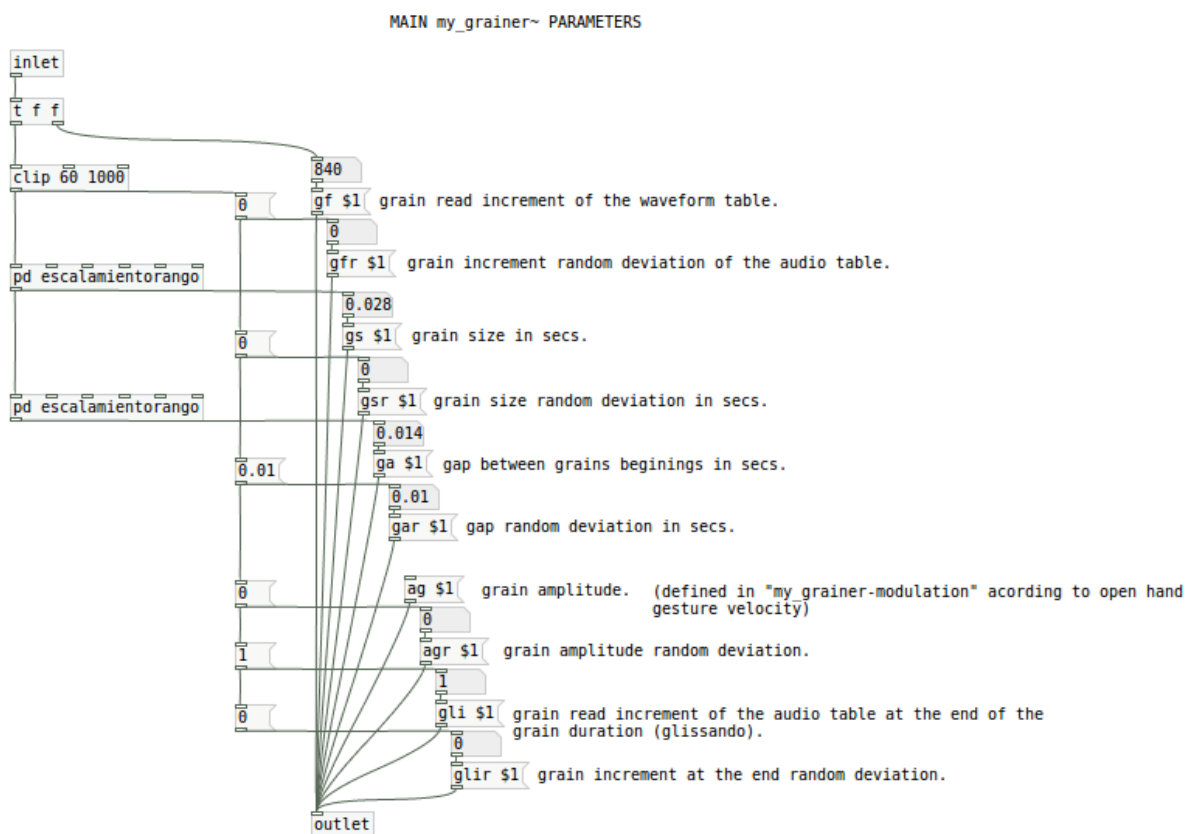 MAIN my_grainer~ PARAMETERS
inlet
t f f
840
clip 60 1000
0
gf $1 grain read increment of the waveform table.
0
gfr $1 grain increment random deviation of the audio table.
pd escalamientorango
0.028
gs $1 grain size in secs.
0
0
gsr $1 grain size random deviation in secs.
pd escalamientorango
0.014
ga $1 gap between grains beginings in secs.
0.01
0.01
gar $1 gap random deviation in secs.
0
ag $1 grain amplitude. (defined in "my_grainer-modulation" acording to open hand
gesture velocity)
0
agr $1 grain amplitude random deviation.
1
1
gli $1 grain read increment of the audio table at the end of the
grain duration (glissando).
0
0
glir $1 grain increment at the end random deviation.
outlet